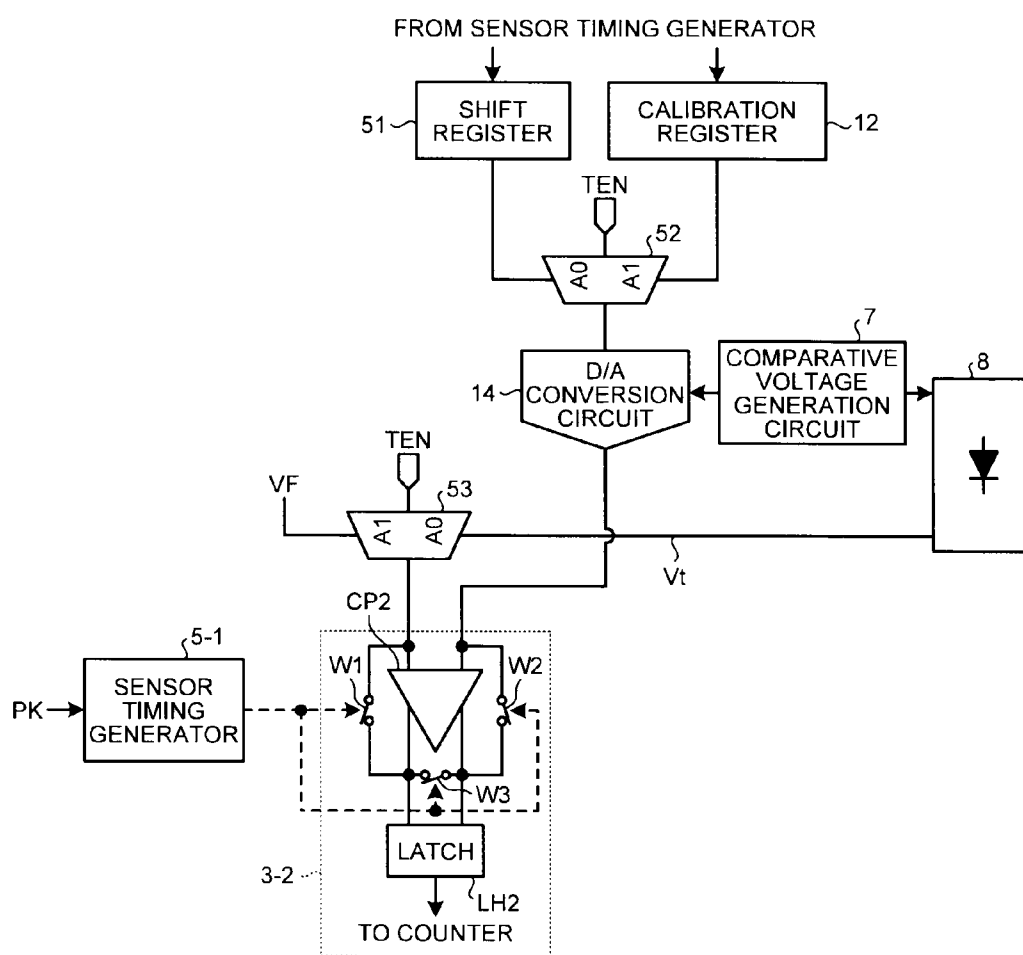 FROM SENSOR TIMING GENERATOR
51
SHIFT
REGISTER
CALIBRATION
REGISTER
12
TEN
52
A0
A1
7
8
14
D/A
CONVERSION
CIRCUIT
COMPARATIVE
VOLTAGE
GENERATION
CIRCUIT
TEN
VF
53
A1
A0
Vt
CP2
5-1
W1
W2
PK
SENSOR
TIMING
GENERATOR
W3
LATCH
3-2
LH2
TO COUNTER